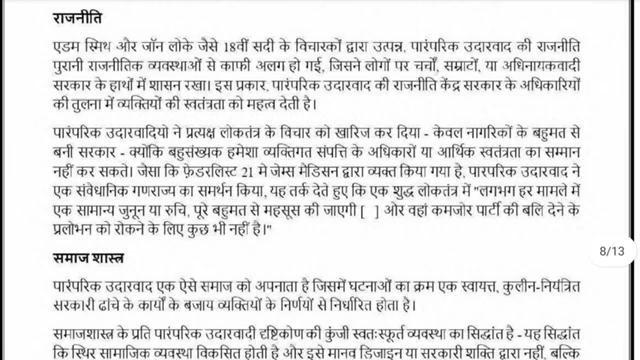 राजनीति
एडम स्मिथ और जॉन लोके जैसे 18वीं सदी के विचारकों द्वारा उत्पन्न, पारंपरिक उदारवाद की राजनीति
पुरानी राजनीतिक व्यवस्थाओं से काफी अलग हो गई, जिसने लोगों पर चर्चों, सम्राटों, या अधिनायकवादी
सरकार के हाथों में शासन रखा। इस प्रकार, पारंपरिक उदारवाद की राजनीति केंद्र सरकार के अधिकारियों
की तुलना में व्यक्तियों की स्वतंत्रता को महत्व देती है।
पारंपरिक उदारवादियो ने प्रत्यक्ष लोकतंत्र के विचार को खारिज कर दिया - केवल नागरिकों के बहुमत से
बनी सरकार - क्योंकि बहुसंख्यक हमेशा व्यक्तिगत संपत्ति के अधिकारों या आर्थिक स्वतंत्रता का सम्मान
नहीं कर सकते। जैसा कि फ़ेडरलिस्ट 21 मे जेम्स मैडिसन द्वारा व्यक्त किया गया है, पारपरिक उदारवाद ने
एक संवैधानिक गणराज्य का समर्थन किया, यह तर्क देते हुए कि एक शुद्ध लोकतंत्र में "लगभग हर मामले में
एक सामान्य जुनून या रुचि, पूरे बहुमत से महसूस की जाएगी [ ] ओर वहां कमजोर पार्टी की बलि देने के
प्रलोभन को रोकने के लिए कुछ भी नहीं है।"
8/13
समाज शास्त्र
पारंपरिक उदारवाद एक ऐसे समाज को अपनाता है जिसमें घटनाओं का क्रम एक स्वायत्त, कुलीन-नियंत्रित
सरकारी ढांचे के कार्यों के बजाय व्यक्तियों के निर्णयों से निर्धारित होता है।
समाजशास्त्र के प्रति पारंपरिक उदारवादी दृष्टिकोण की कुंजी स्वतःस्फूर्त व्यवस्था का सिद्धांत है - यह सिद्धांत
कि स्थिर सामाजिक व्यवस्था विकसित होती है और इसे मानव डिजाइन या सरकारी शक्ति द्वारा नहीं, बल्कि